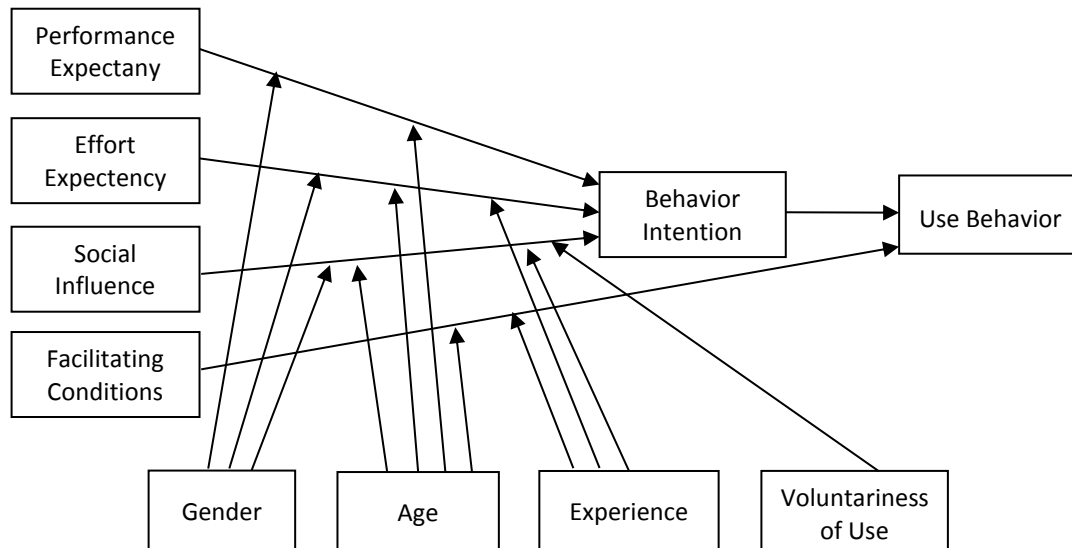 Performance
Expectany
Effort
Expectency
Social
Influence
Facilitating
Conditions
Behavior
Intention
Use Behavior
Gender
Age
Experience
Voluntariness
of Use